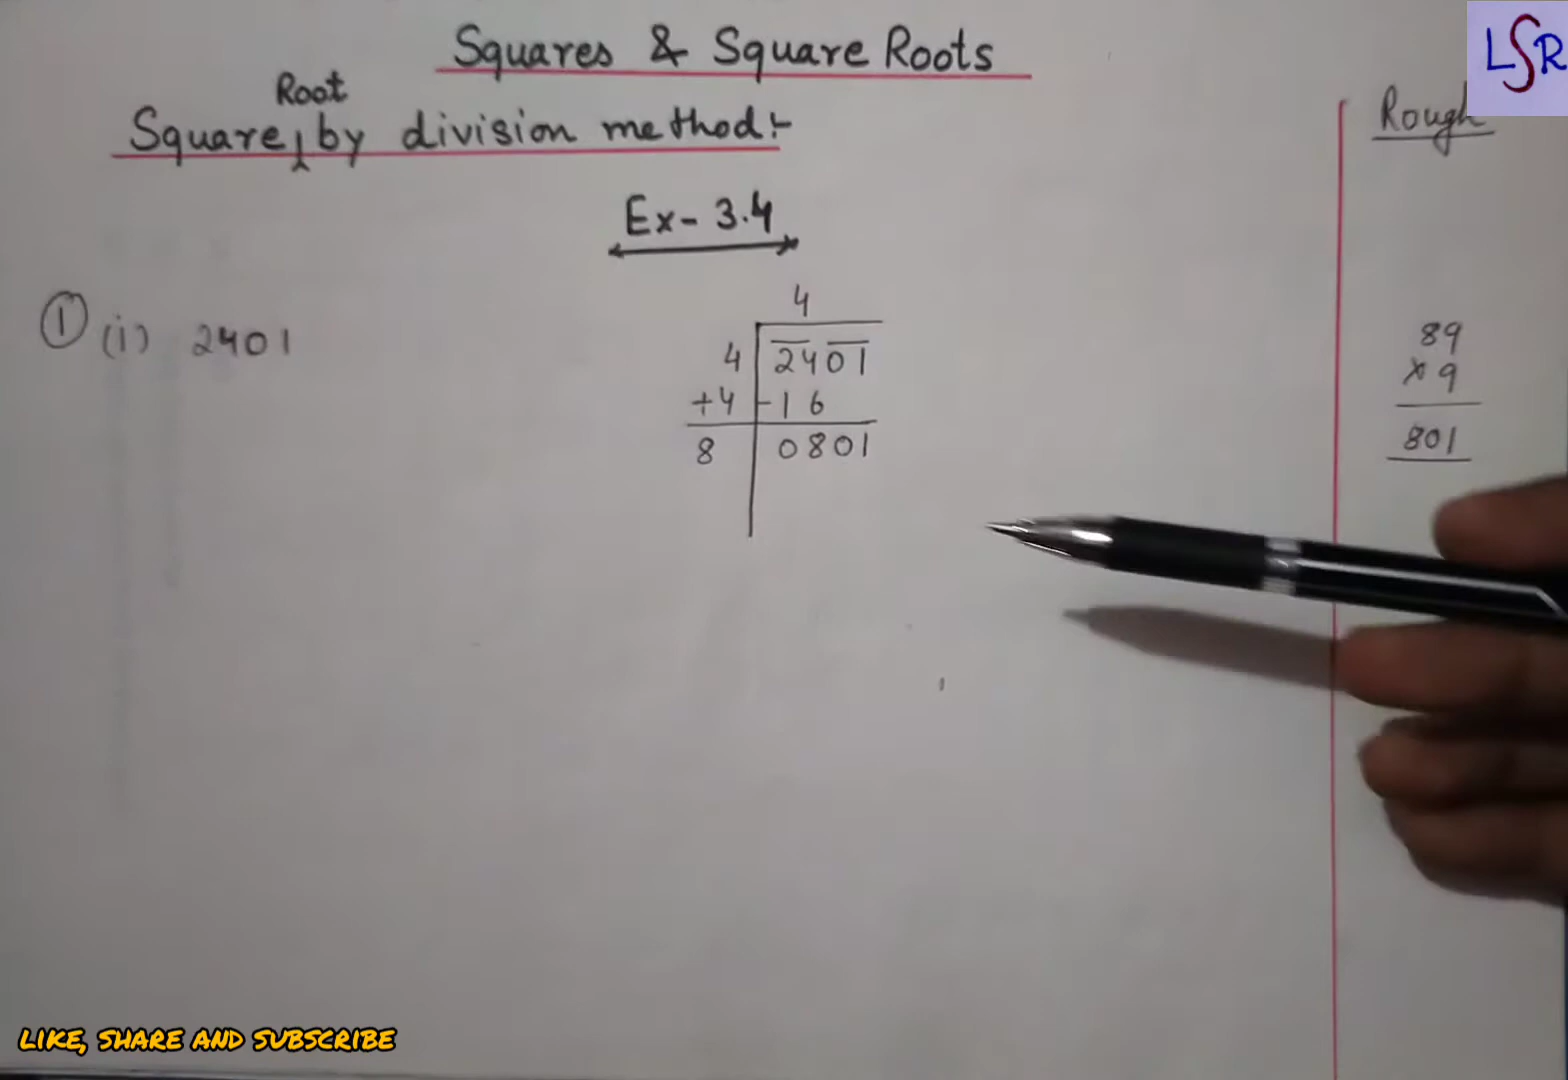 Squares & Square Roots
LSR
Root
Square by division method:-
Rough
Ex- 3.4
① (i) 2401
4
4 2401
+4 -16
8 0801
89
×9
801
LIKE, SHARE AND SUBSCRIBE